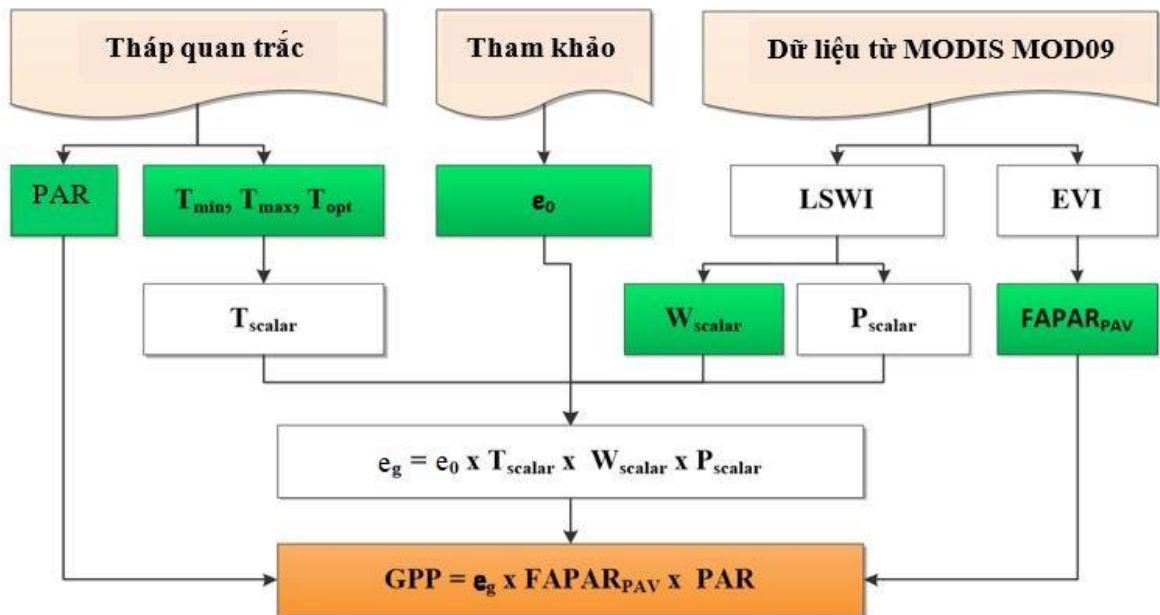 Tháp quan trắc
Tham khảo
Dữ liệu từ MODIS MOD09
PAR
Tmin, Tmax, Topt
e0
LSWI
EVI
Tscalar
Wscalar
Pscalar
FAPARPAV
eg = e0 x Tscalar x Wscalar x Pscalar
GPP = eg x FAPARPAV x PAR